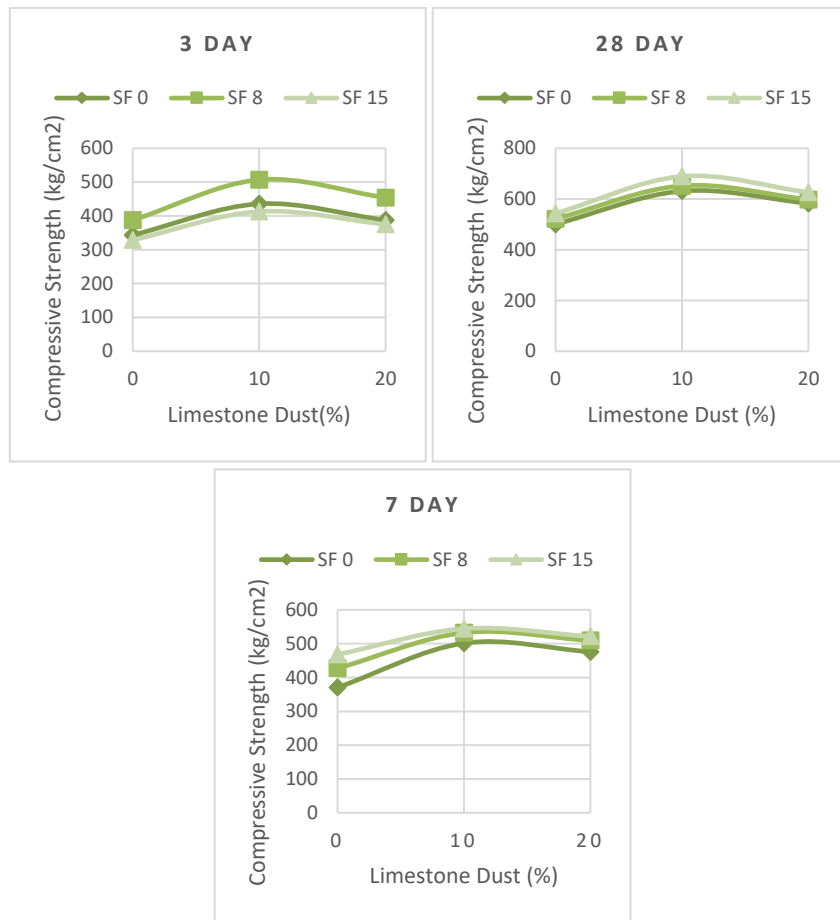 3 DAY
SF 0 SF 8 SF 15
Compressive Strength (kg/cm2)
600
500
400
300
200
100
0
0 10 20
Limestone Dust(%)
28 DAY
SF 0 SF 8 SF 15
Compressive Strength (kg/cm2)
800
600
400
200
0
0 10 20
Limestone Dust (%)
7 DAY
SF 0 SF 8 SF 15
Compressive Strength (kg/cm2)
600
500
400
300
200
100
0
0 10 20
Limestone Dust (%)